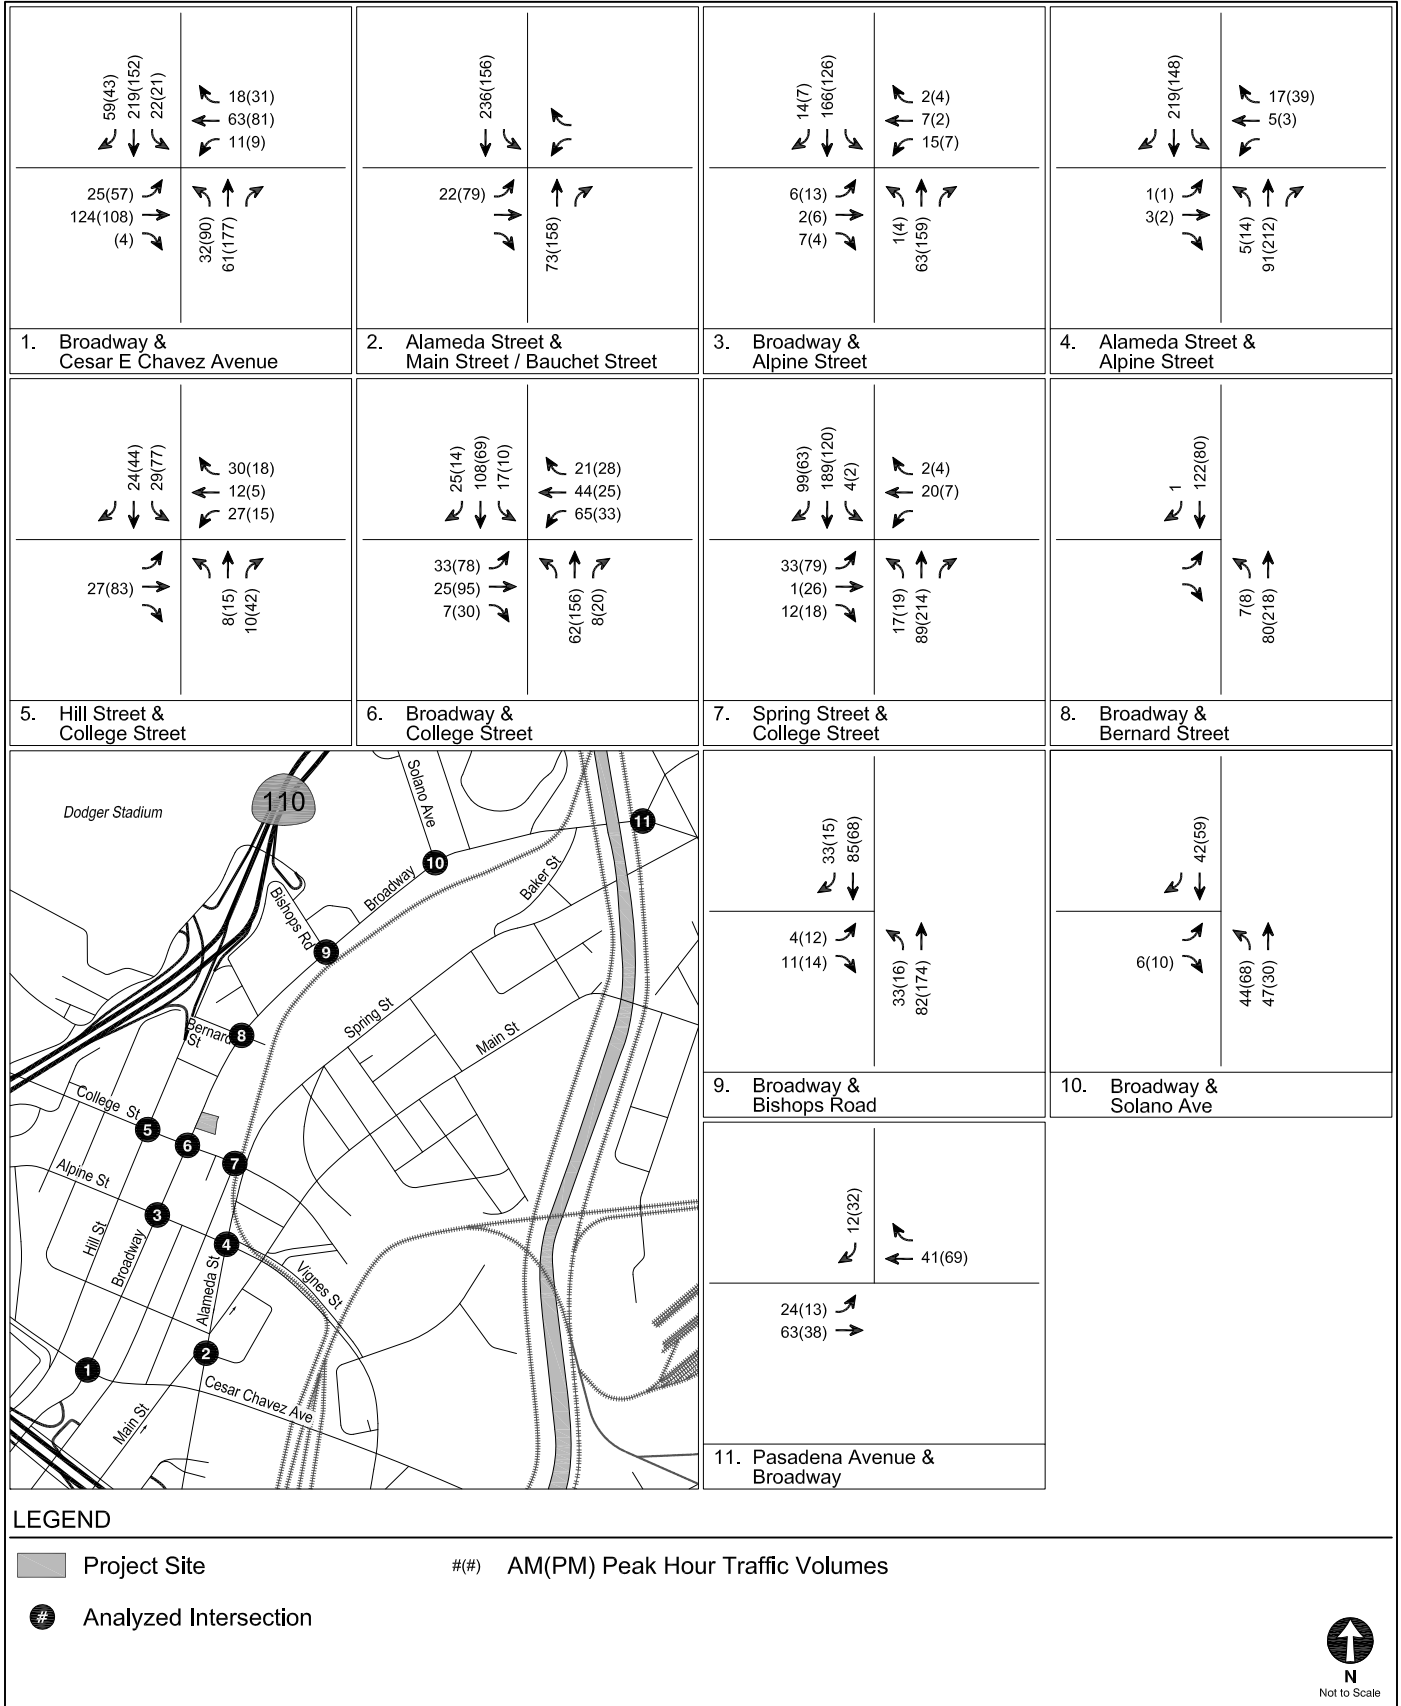 59(43)
219(152)
22(21)
18(31)
63(81)
11(9)
25(57)
124(108)
(4)
32(90)
61(177)
1. Broadway &
Cesar E Chavez Avenue
236(156)
22(79)
73(158)
2. Alameda Street &
Main Street / Bauchet Street
14(7)
166(126)
2(4)
7(2)
15(7)
6(13)
2(6)
7(4)
1(4)
63(159)
3. Broadway &
Alpine Street
219(148)
17(39)
5(3)
1(1)
3(2)
5(14)
91(212)
4. Alameda Street &
Alpine Street
24(44)
29(77)
30(18)
12(5)
27(15)
27(83)
8(15)
10(42)
5. Hill Street &
College Street
25(14)
108(69)
17(10)
21(28)
44(25)
65(33)
33(78)
25(95)
7(30)
62(156)
8(20)
6. Broadway &
College Street
99(63)
189(120)
4(2)
2(4)
20(7)
33(79)
1(26)
12(18)
17(19)
89(214)
7. Spring Street &
College Street
1
122(80)
7(8)
80(218)
8. Broadway &
Bernard Street
Dodger Stadium
110
Solano Ave
11
10
Broadway
Baker St
Bishops Rd
9
Spring St
Main St
Bernard
St
8
College St
5
6
7
Alpine St
3
4
Hill St
Broadway
Alameda St
Vignes St
1
2
Cesar Chavez Ave
Main St
33(15)
85(68)
4(12)
11(14)
33(16)
82(174)
9. Broadway &
Bishops Road
42(59)
6(10)
44(68)
47(30)
10. Broadway &
Solano Ave
12(32)
41(69)
24(13)
63(38)
11. Pasadena Avenue &
Broadway
LEGEND
Project Site
#(#) AM(PM) Peak Hour Traffic Volumes
# Analyzed Intersection
N
Not to Scale